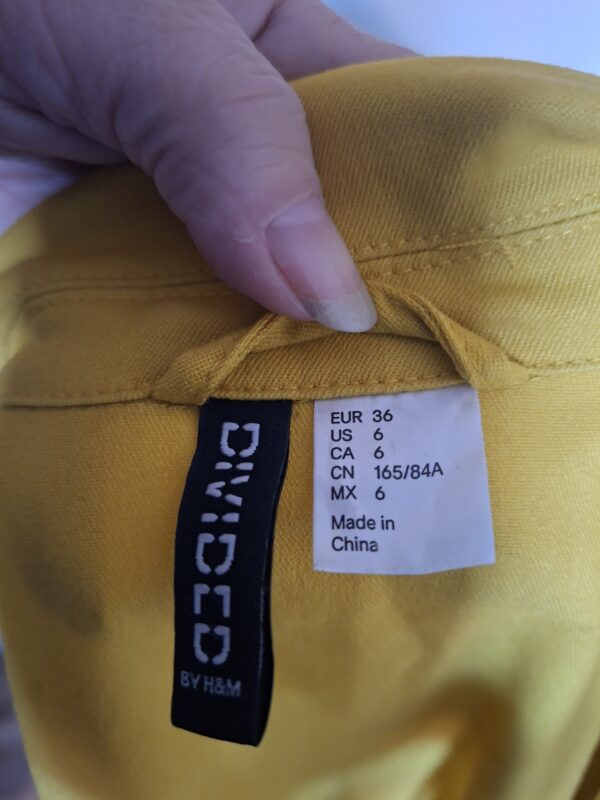 DIVIDED
BY H&M
EUR 36
US 6
CA 6
CN 165/84A
MX 6
Made in
China